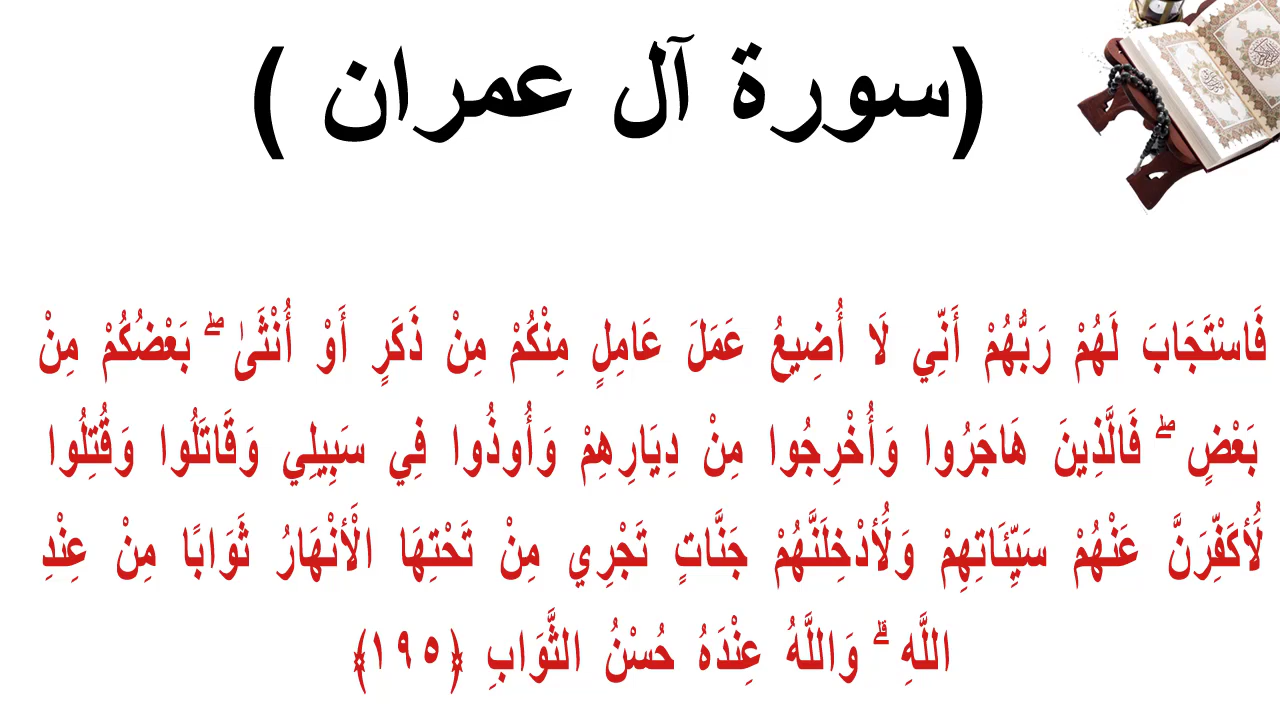 (سورة آل عمران )
فَاسْتَجَابَ لَهُمْ رَبُّهُمْ أَنِّي لَا أُضِيعُ عَمَلَ عَامِلٍ مِنْكُمْ مِنْ ذَكَرٍ أَوْ أُنْثَىٰ ۖ بَعْضُكُمْ مِنْ
بَعْضٍ ۖ فَالَّذِينَ هَاجَرُوا وَأُخْرِجُوا مِنْ دِيَارِهِمْ وَأُوذُوا فِي سَبِيلِي وَقَاتَلُوا وَقُتِلُوا
لَأُكَفِّرَنَّ عَنْهُمْ سَيِّئَاتِهِمْ وَلَأُدْخِلَنَّهُمْ جَنَّاتٍ تَجْرِي مِنْ تَحْتِهَا الْأَنْهَارُ ثَوَابًا مِنْ عِنْدِ
اللَّهِ ۗ وَاللَّهُ عِنْدَهُ حُسْنُ الثَّوَابِ ﴿١٩٥﴾